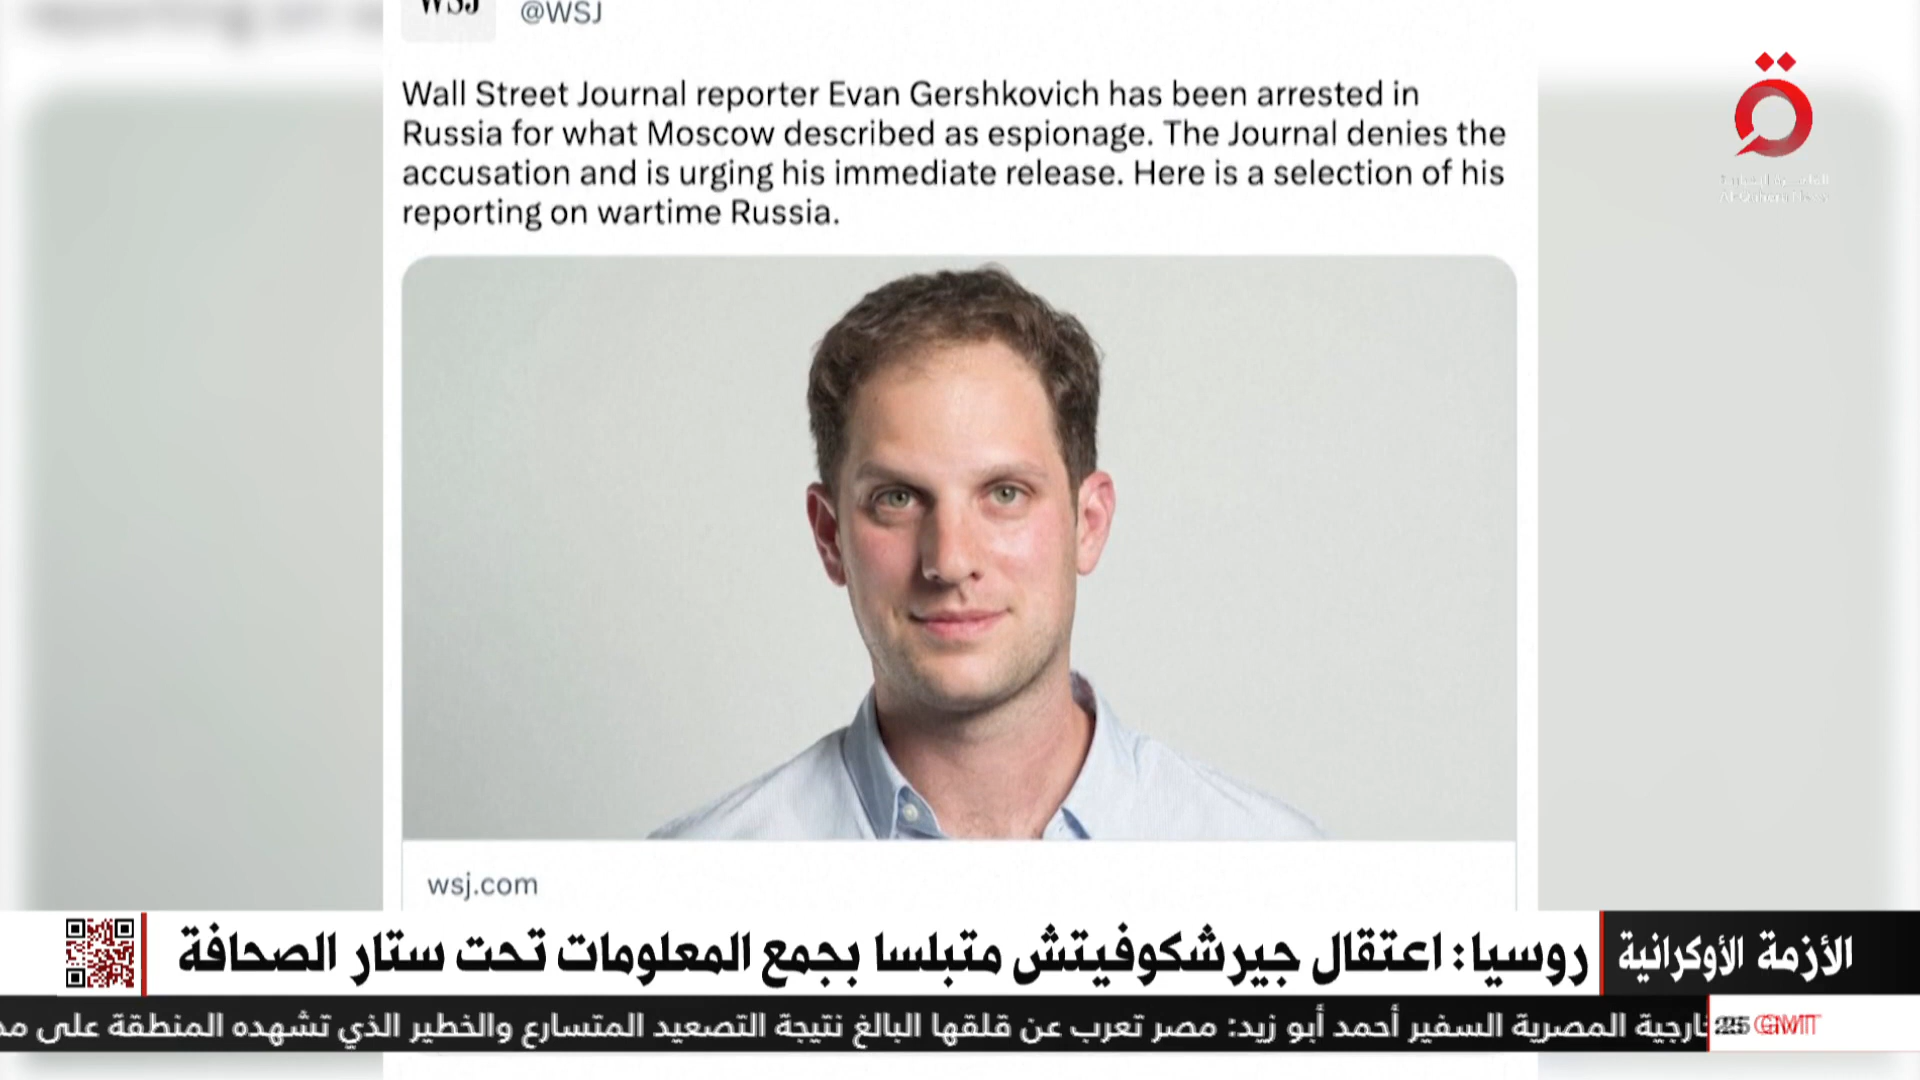 WSJ
@WSJ
Wall Street Journal reporter Evan Gershkovich has been arrested in
Russia for what Moscow described as espionage. The Journal denies the
accusation and is urging his immediate release. Here is a selection of his
reporting on wartime Russia.
wsj.com
الأزمة الأوكرانية
روسيا: اعتقال جيرشكوفيتش متبلسا بجمع المعلومات تحت ستار الصحافة
المصرية السفير أحمد أبو زيد: مصر تعرب عن قلقها البالغ نتيجة التصعيد المتسارع والخطير الذي تشهده المنطقة على
GMT